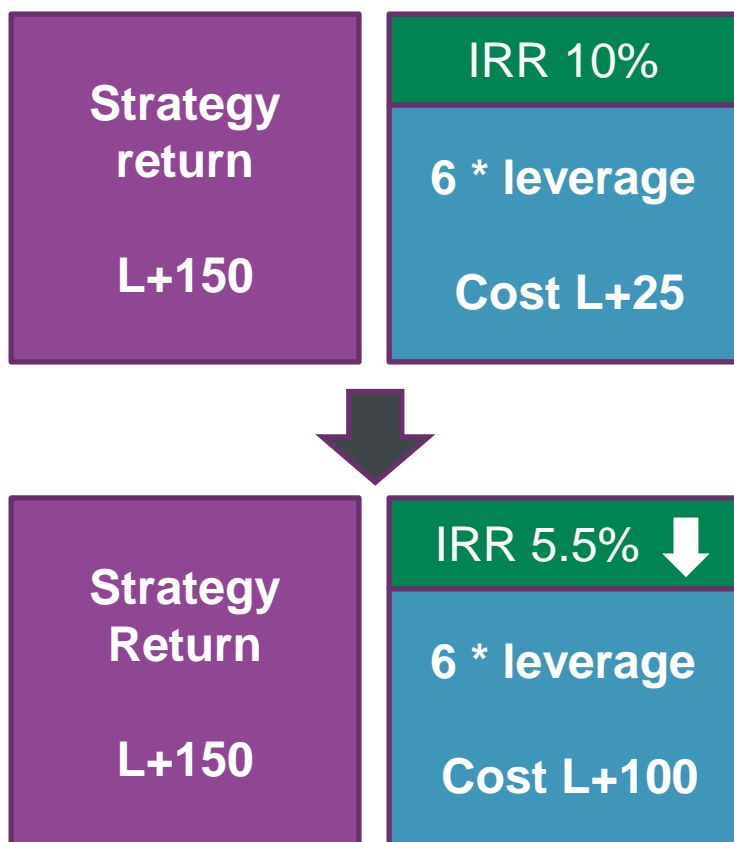 Strategy
return
L+150
IRR 10%
6 * leverage
Cost L+25
Strategy
Return
L+150
IRR 5.5%
6 * leverage
Cost L+100